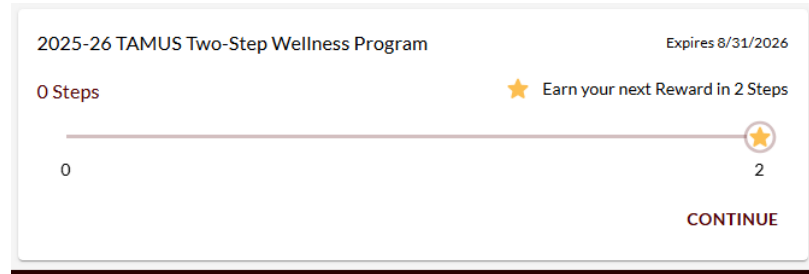 2025-26 TAMUS Two-Step Wellness Program
Expires 8/31/2026
0 Steps
Earn your next Reward in 2 Steps
0
2
CONTINUE